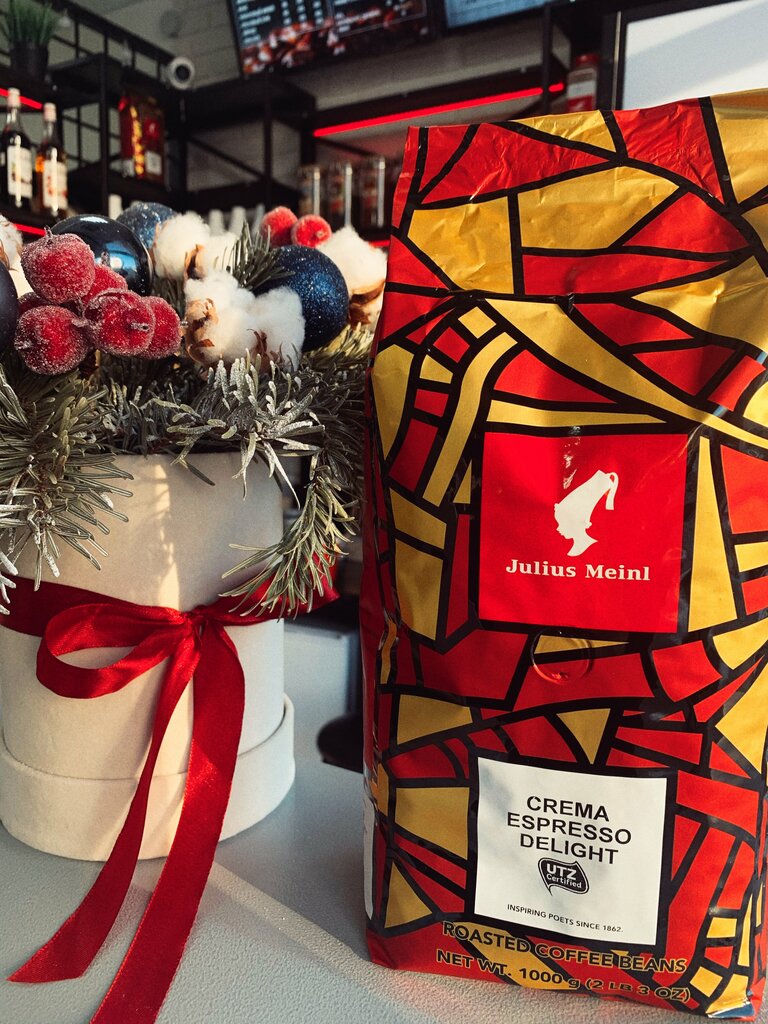 Julius Meinl
CREMA
ESPRESSO
DELIGHT
UTZ
Certified
INSPIRING POETS SINCE 1862.
ROASTED COFFEE BEANS
NET WT. 1000 g (2 LB 3 OZ)